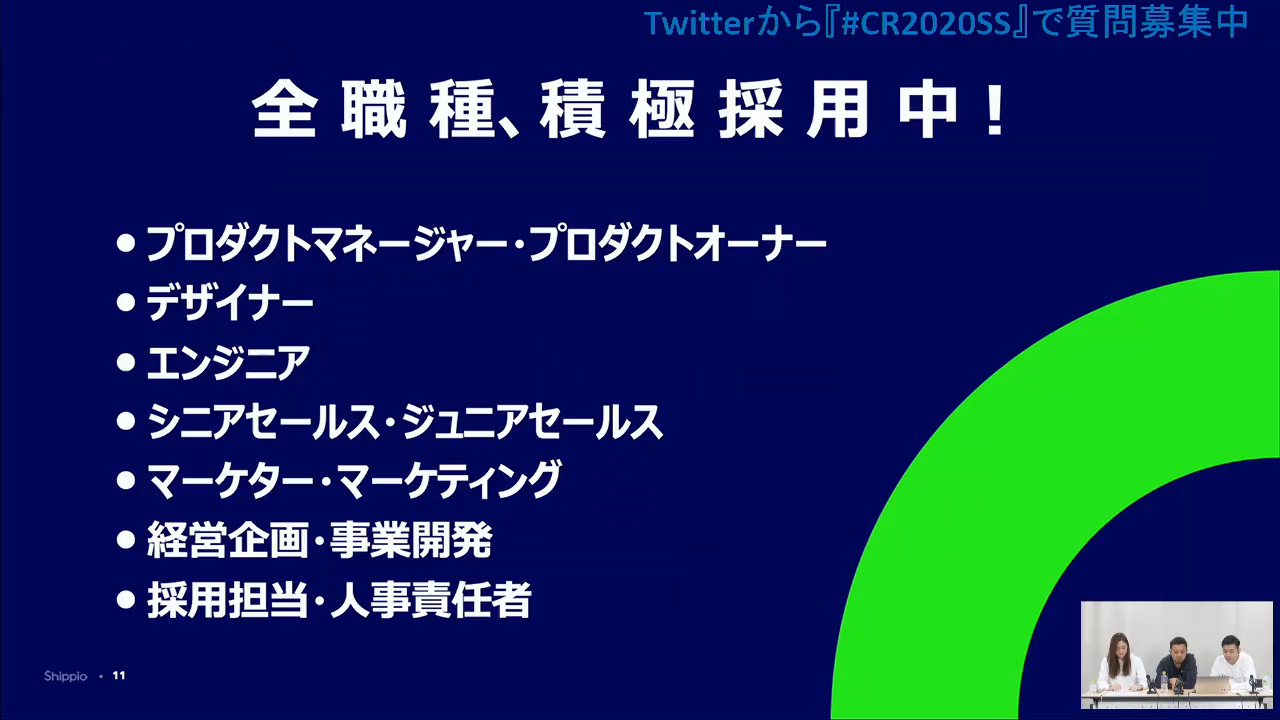 Twitterから『#CR2020SS』で質問募集中
全職種、積極採用中！
• プロダクトマネージャー・プロダクトオーナー
• デザイナー
• エンジニア
• シニアセールス・ジュニアセールス
• マーケター・マーケティング
• 経営企画・事業開発
• 採用担当・人事責任者
Shippio • 11